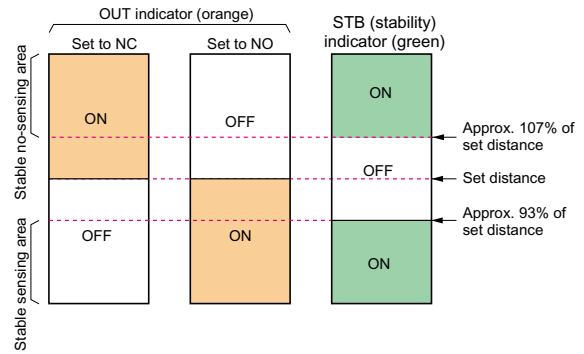 OUT indicator (orange)
STB (stability)
indicator (green)
Set to NC
Set to NO
Stable no-sensing area
ON
OFF
ON
Approx. 107% of
set distance
OFF
Set distance
Approx. 93% of
set distance
Stable sensing area
OFF
ON
ON